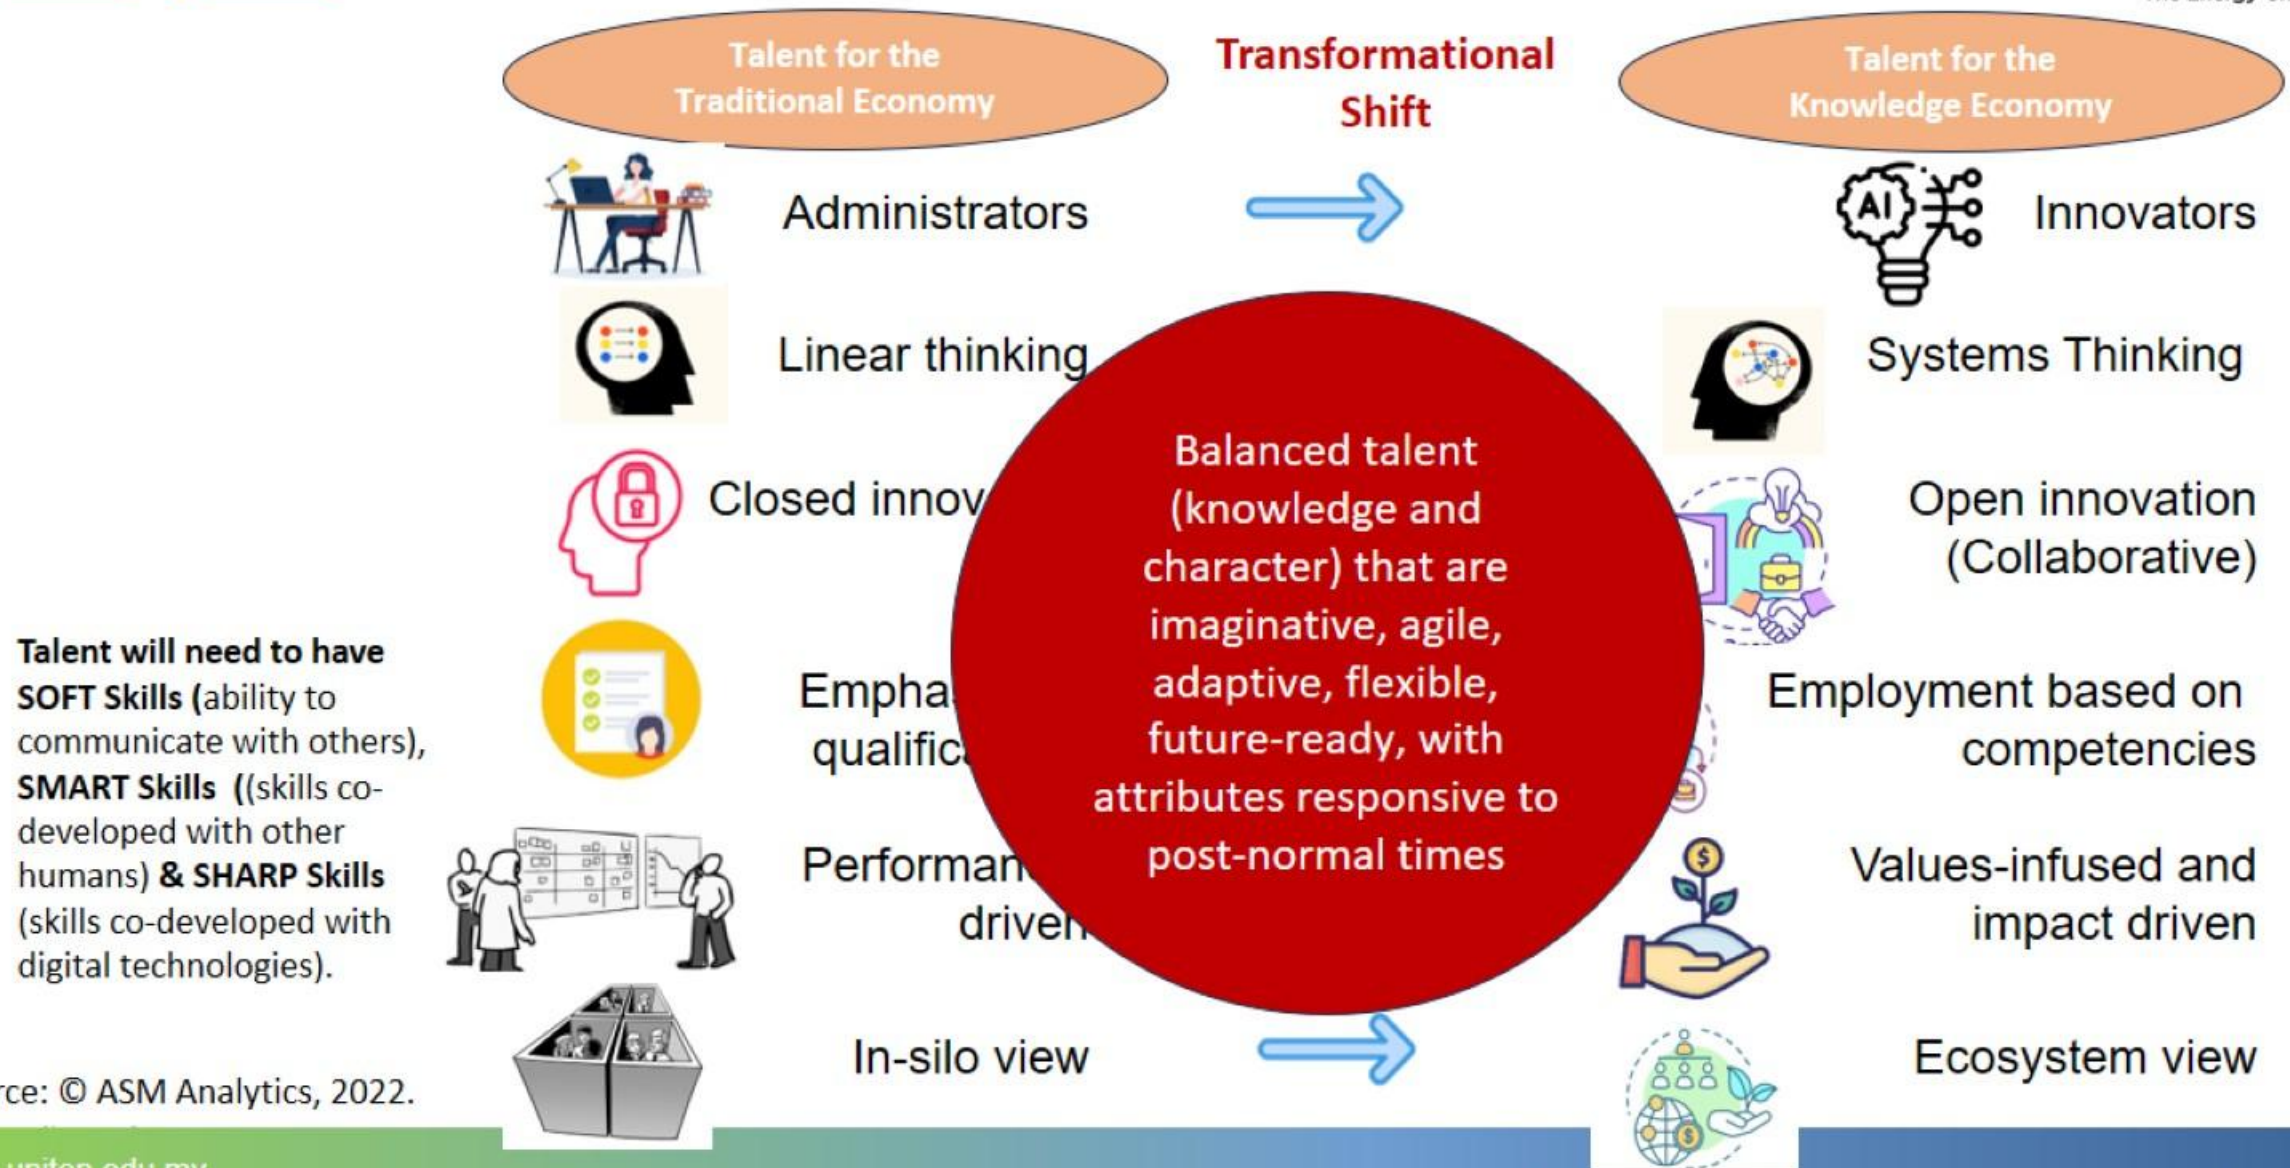 Talent for the
Traditional Economy
Transformational
Shift
Talent for the
Knowledge Economy
Administrators
AI
Innovators
Linear thinking
Systems Thinking
Closed innov
Open innovation
(Collaborative)
Balanced talent
(knowledge and
character) that are
imaginative, agile,
adaptive, flexible,
future-ready, with
attributes responsive to
post-normal times
Talent will need to have
SOFT Skills (ability to
communicate with others),
SMART Skills ((skills co-
developed with other
humans) & SHARP Skills
(skills co-developed with
digital technologies).
Empha
qualific
Employment based on
competencies
Performan
driven
$
Values-infused and
impact driven
In-silo view
$
Ecosystem view
rce: © ASM Analytics, 2022.